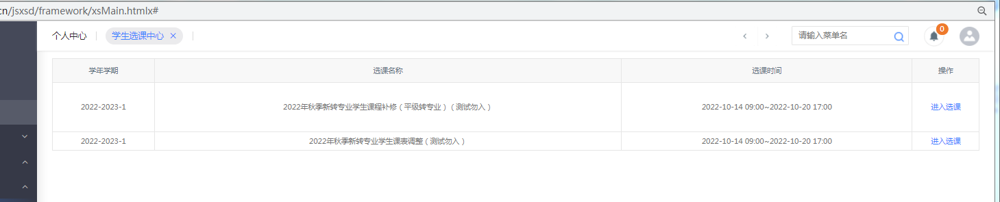 cn/jsxsd/framework/xsMain.htmlx#
个人中心 学生选课中心 请输入菜单名 0
学年学期 选课名称 选课时间 操作
2022-2023-1 2022年秋季新转专业学生课程补修（平级转专业）（测试勿入） 2022-10-14 09:00~2022-10-20 17:00 进入选课
2022-2023-1 2022年秋季新转专业学生课表调整（测试勿入） 2022-10-14 09:00~2022-10-20 17:00 进入选课